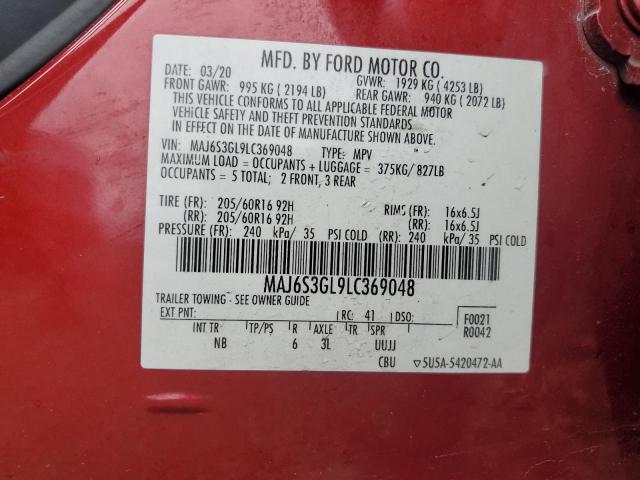 MFD. BY FORD MOTOR CO.
DATE: 03/20 GVWR: 1929 KG ( 4253 LB)
FRONT GAWR: 995 KG ( 2194 LB) REAR GAWR: 940 KG ( 2072 LB)
THIS VEHICLE CONFORMS TO ALL APPLICABLE FEDERAL MOTOR
VEHICLE SAFETY AND THEFT PREVENTION STANDARDS
IN EFFECT ON THE DATE OF MANUFACTURE SHOWN ABOVE.
VIN: MAJ6S3GL9LC369048 TYPE: MPV
MAXIMUM LOAD = OCCUPANTS + LUGGAGE = 375KG/ 827LB
OCCUPANTS = 5 TOTAL; 2 FRONT, 3 REAR
TIRE (FR): 205/60R16 92H RIMS (FR): 16x6.5J
(RR): 205/60R16 92H (RR): 16x6.5J
PRESSURE (FR): 240 kPa/ 35 PSI COLD (RR): 240 kPa/ 35 PSI COLD
MAJ6S3GL9LC369048
TRAILER TOWING - SEE OWNER GUIDE
EXT PNT: RC: 41 DSO: F0021
R0042
INT TR TP/PS R AXLE TR SPR
NB 6 3L UUJJ
CBU ▽5U5A-5420472-AA